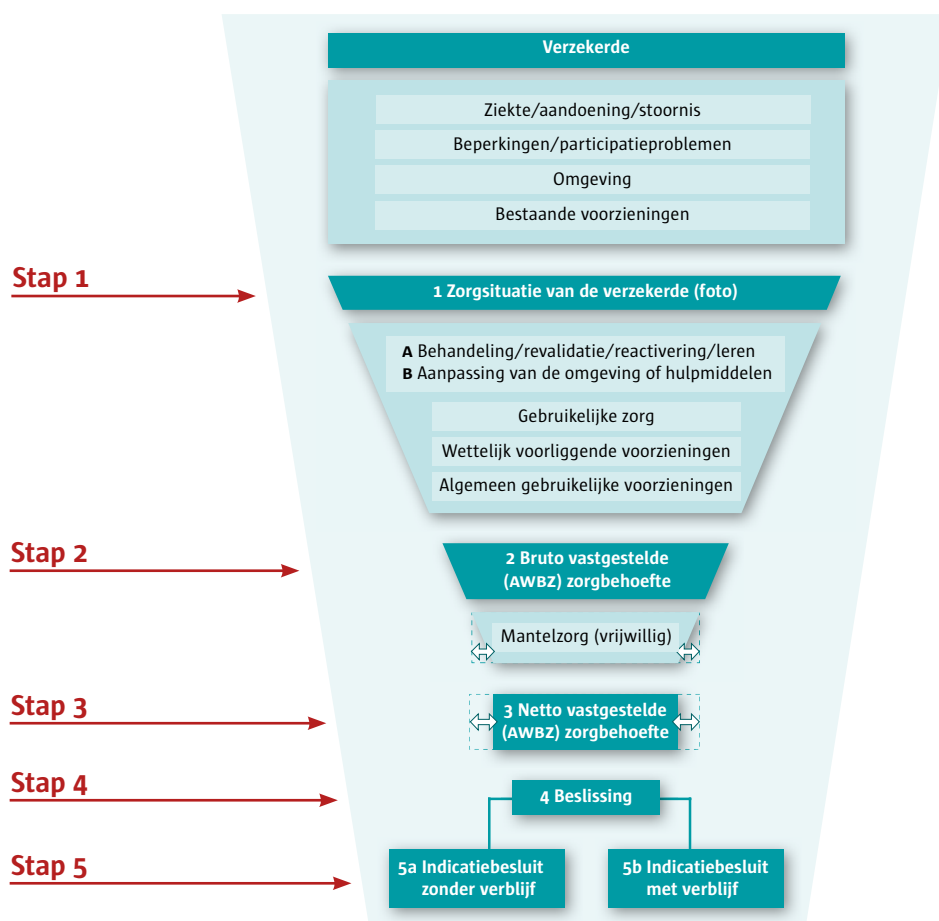 Verzekerde
Ziekte/aandoening/stoornis
Beperkingen/participatieproblemen
Omgeving
Bestaande voorzieningen
Stap 1
1 Zorgsituatie van de verzekerde (foto)
A Behandeling/revalidatie/reactivering/leren
B Aanpassing van de omgeving of hulpmiddelen
Gebruikelijke zorg
Wettelijk voorliggende voorzieningen
Algemeen gebruikelijke voorzieningen
Stap 2
2 Bruto vastgestelde
(AWBZ) zorgbehoefte
Mantelzorg (vrijwillig)
Stap 3
3 Netto vastgestelde
(AWBZ) zorgbehoefte
Stap 4
4 Beslissing
Stap 5
5a Indicatiebesluit
zonder verblijf
5b Indicatiebesluit
met verblijf